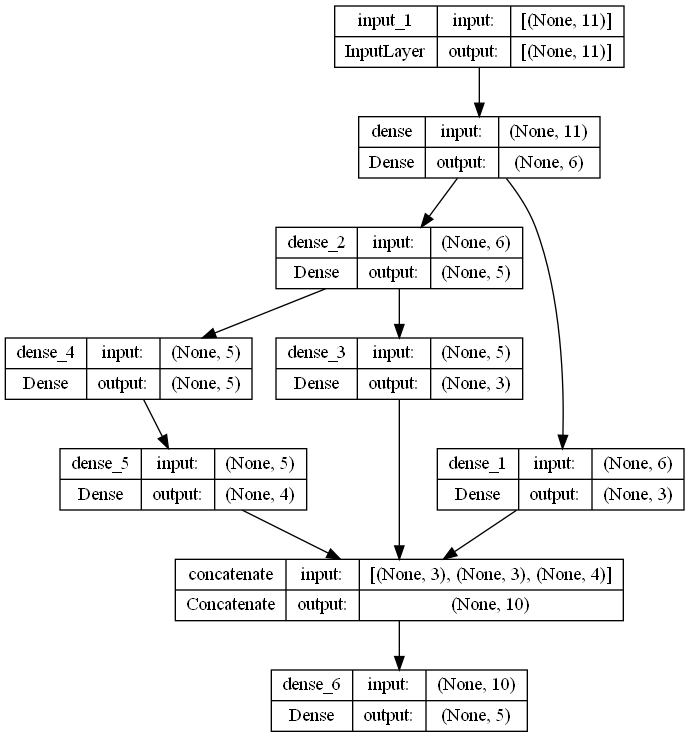 input_1 input: [(None, 11)]
InputLayer output: [(None, 11)]
dense input: (None, 11)
Dense output: (None, 6)
dense_2 input: (None, 6)
Dense output: (None, 5)
dense_4 input: (None, 5)
Dense output: (None, 5)
dense_3 input: (None, 5)
Dense output: (None, 3)
dense_5 input: (None, 5)
Dense output: (None, 4)
dense_1 input: (None, 6)
Dense output: (None, 3)
concatenate input: [(None, 3), (None, 3), (None, 4)]
Concatenate output: (None, 10)
dense_6 input: (None, 10)
Dense output: (None, 5)